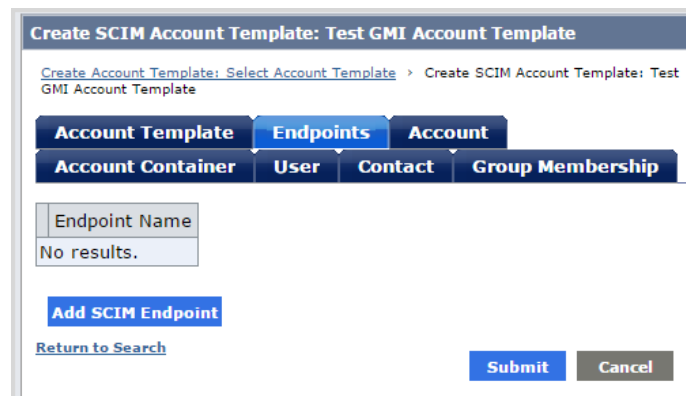 Create SCIM Account Template: Test GMI Account Template
Create Account Template: Select Account Template > Create SCIM Account Template: Test
GMI Account Template
Account Template Endpoints Account
Account Container User Contact Group Membership
Endpoint Name
No results.
Add SCIM Endpoint
Return to Search
Submit Cancel